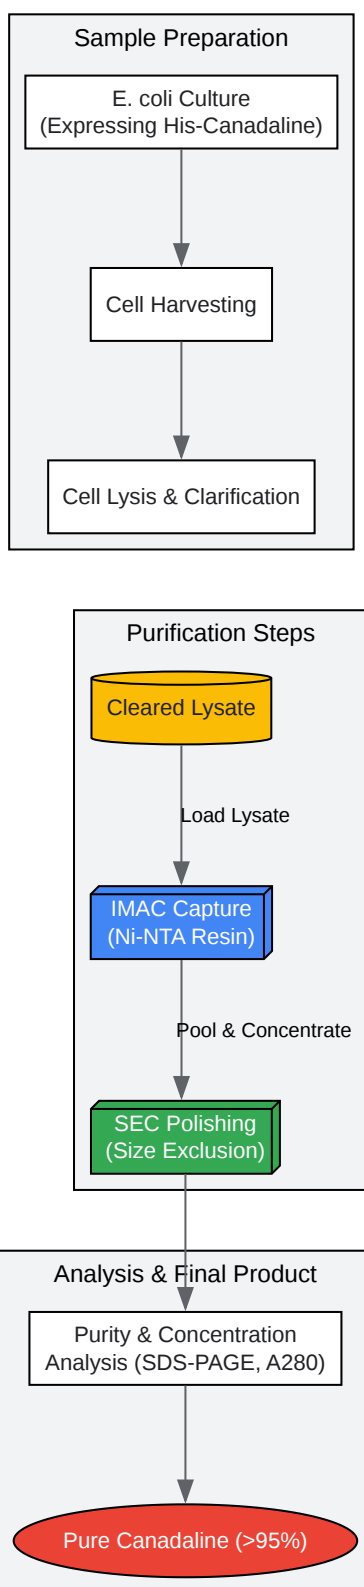 Sample Preparation
E. coli Culture
(Expressing His-Canadaline)
Cell Harvesting
Cell Lysis & Clarification
Purification Steps
Cleared Lysate
Load Lysate
IMAC Capture
(Ni-NTA Resin)
Pool & Concentrate
SEC Polishing
(Size Exclusion)
Analysis & Final Product
Purity & Concentration
Analysis (SDS-PAGE, A280)
Pure Canadaline (>95%)